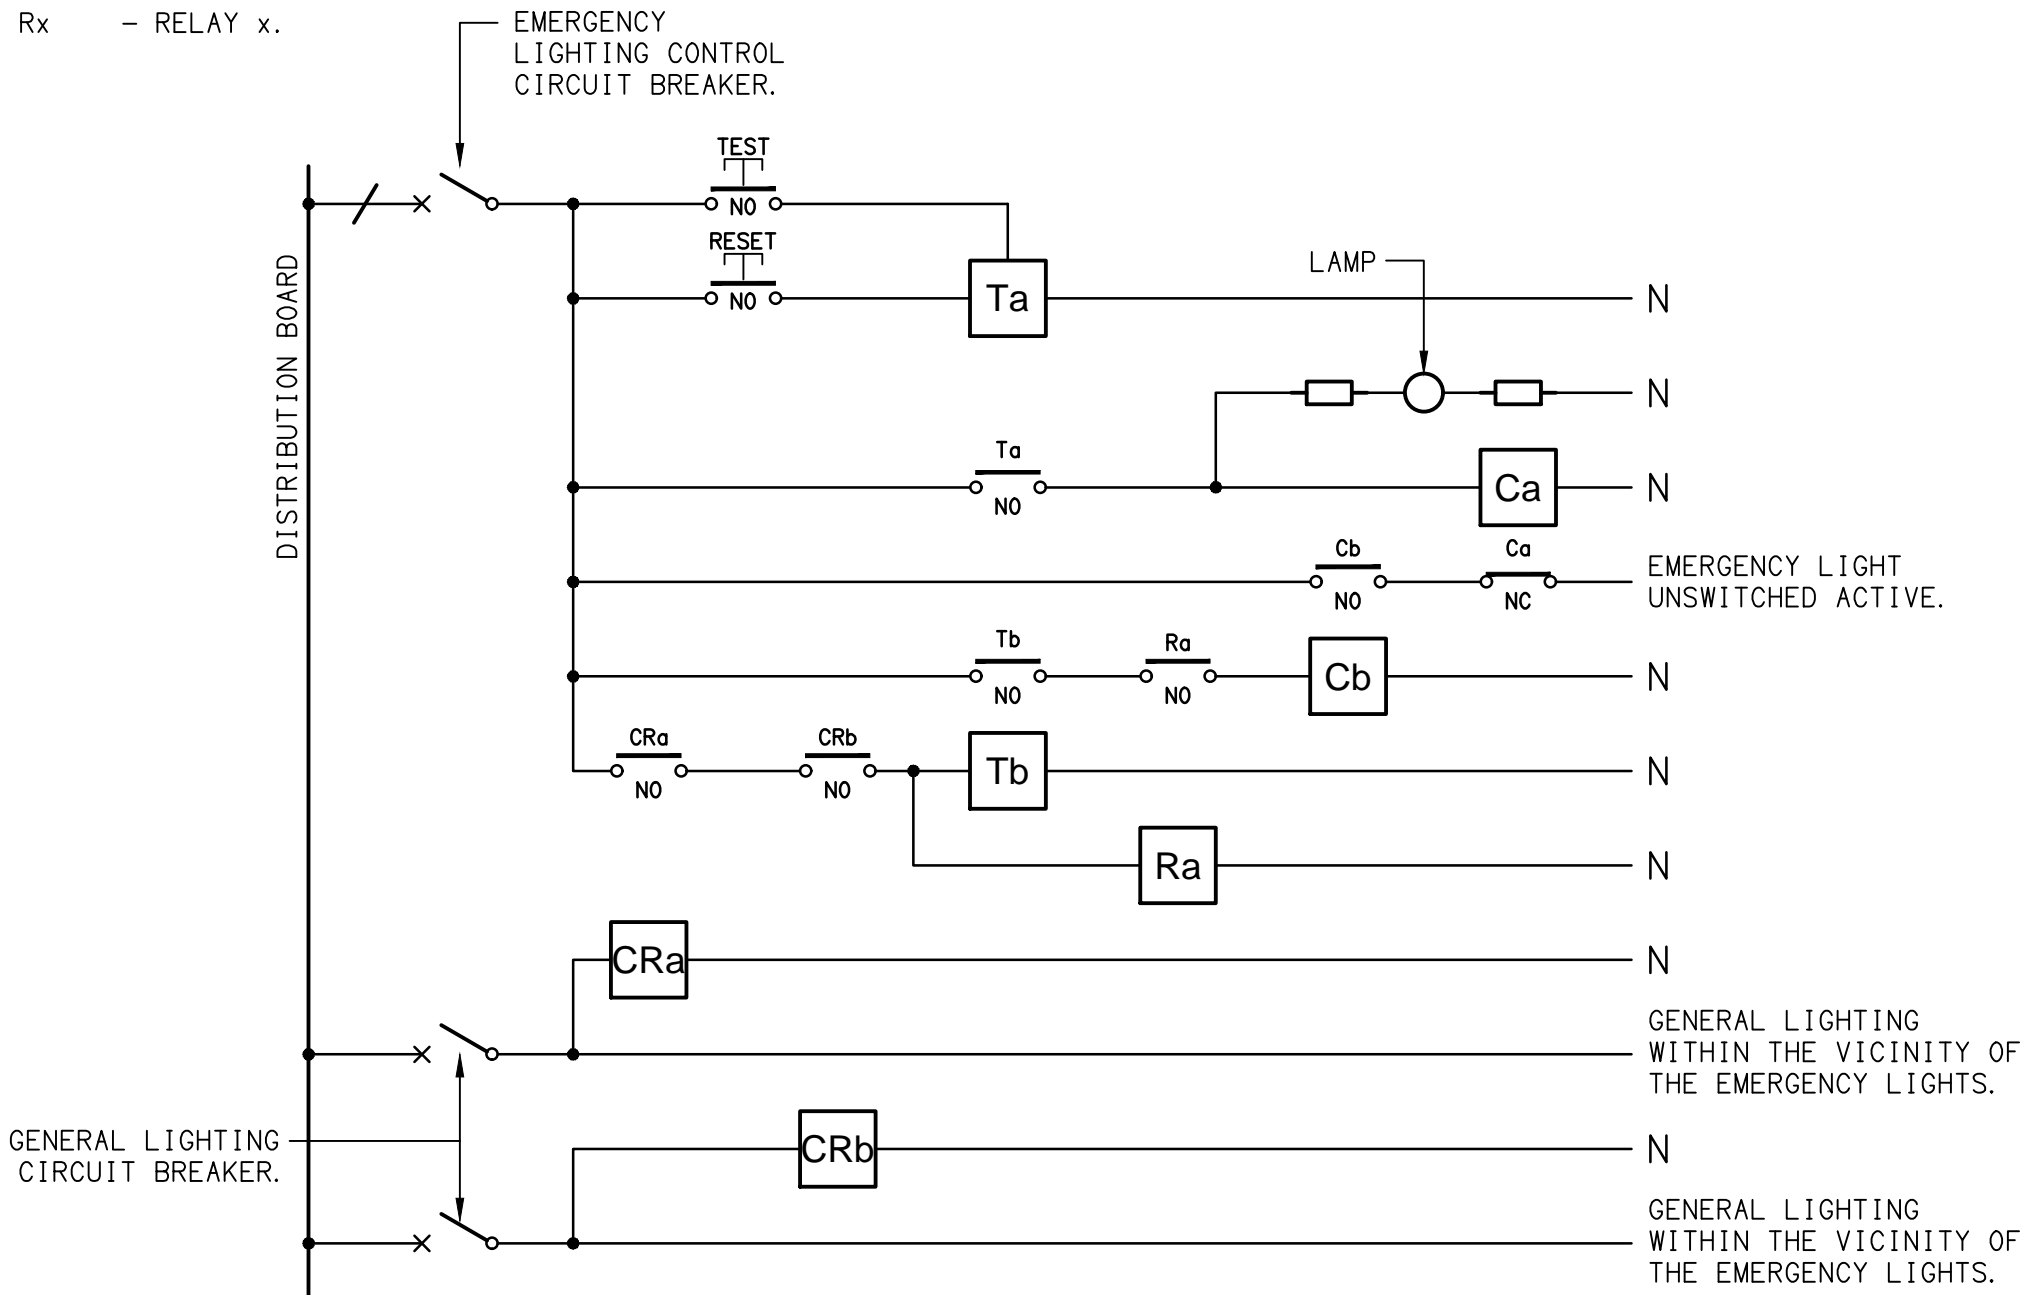 Rx - RELAY x.
EMERGENCY
LIGHTING CONTROL
CIRCUIT BREAKER.
TEST
NO
RESET
NO
DISTRIBUTION BOARD
Ta
N
LAMP
N
Ta
NO
Ca
N
Cb
NO
Ca
NC
EMERGENCY LIGHT
UNSWITCHED ACTIVE.
Tb
NO
Ra
NO
Cb
N
CRa
NO
CRb
NO
Tb
N
Ra
N
CRa
N
GENERAL LIGHTING
WITHIN THE VICINITY OF
THE EMERGENCY LIGHTS.
GENERAL LIGHTING
CIRCUIT BREAKER.
CRb
N
GENERAL LIGHTING
WITHIN THE VICINITY OF
THE EMERGENCY LIGHTS.